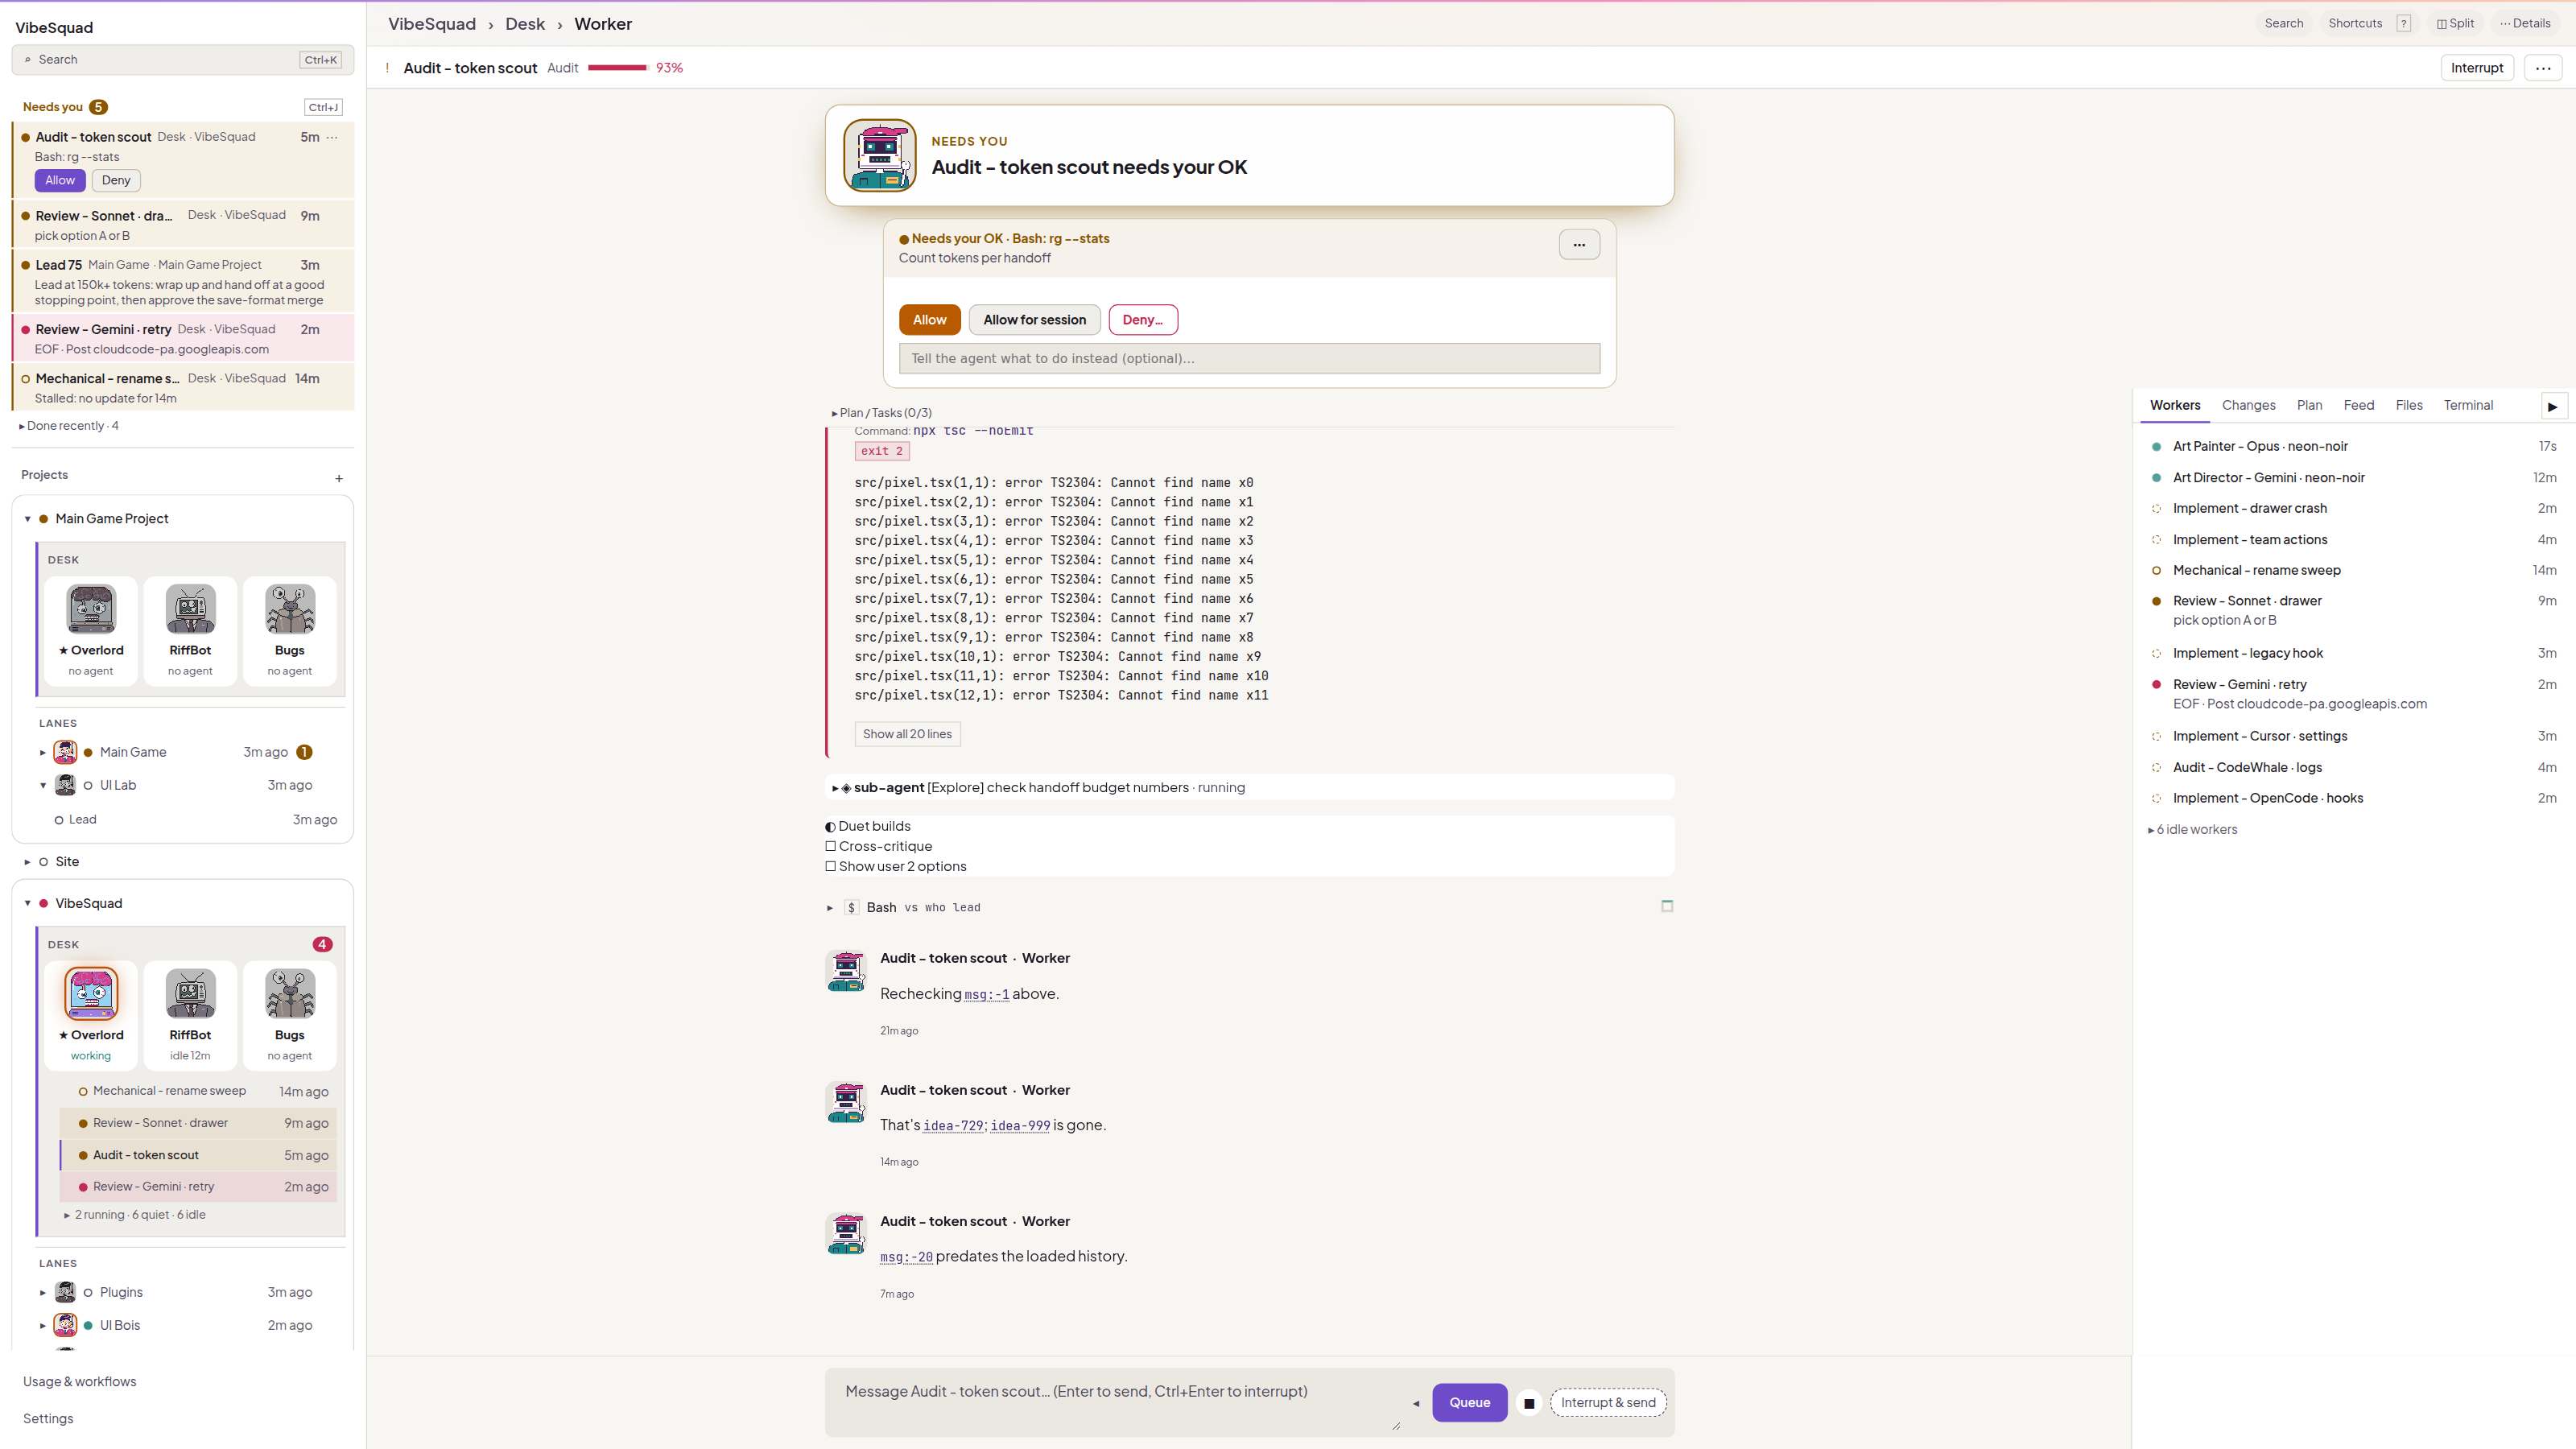 VibeSquad
Search Ctrl+K
Needs you 5 Ctrl+J
Audit – token scout Desk · VibeSquad 5m ···
Bash: rg --stats
Allow Deny
Review – Sonnet · dra… Desk · VibeSquad 9m
pick option A or B
Lead 75 Main Game · Main Game Project 3m
Lead at 150k+ tokens: wrap up and hand off at a good
stopping point, then approve the save-format merge
Review – Gemini · retry Desk · VibeSquad 2m
EOF · Post cloudcode-pa.googleapis.com
Mechanical – rename s… Desk · VibeSquad 14m
Stalled: no update for 14m
▸ Done recently · 4
Projects +
▾ Main Game Project
DESK
★ Overlord RiffBot Bugs
no agent no agent no agent
LANES
▸ Main Game 3m ago 1
▾ UI Lab 3m ago
Lead 3m ago
▸ Site
▾ VibeSquad
DESK 4
★ Overlord RiffBot Bugs
working idle 12m no agent
Mechanical – rename sweep 14m ago
Review – Sonnet · drawer 9m ago
Audit – token scout 5m ago
Review – Gemini · retry 2m ago
▸ 2 running · 6 quiet · 6 idle
LANES
▸ Plugins 3m ago
▸ UI Bois 2m ago
Usage & workflows
Settings
VibeSquad › Desk › Worker
Search Shortcuts ? Split ··· Details
! Audit – token scout Audit 93%
Interrupt ···
NEEDS YOU
Audit – token scout needs your OK
Needs your OK · Bash: rg --stats
Count tokens per handoff
···
Allow Allow for session Deny…
Tell the agent what to do instead (optional)…
▸ Plan / Tasks (0/3)
Command: npx tsc --noEmit
exit 2
src/pixel.tsx(1,1): error TS2304: Cannot find name x0
src/pixel.tsx(2,1): error TS2304: Cannot find name x1
src/pixel.tsx(3,1): error TS2304: Cannot find name x2
src/pixel.tsx(4,1): error TS2304: Cannot find name x3
src/pixel.tsx(5,1): error TS2304: Cannot find name x4
src/pixel.tsx(6,1): error TS2304: Cannot find name x5
src/pixel.tsx(7,1): error TS2304: Cannot find name x6
src/pixel.tsx(8,1): error TS2304: Cannot find name x7
src/pixel.tsx(9,1): error TS2304: Cannot find name x8
src/pixel.tsx(10,1): error TS2304: Cannot find name x9
src/pixel.tsx(11,1): error TS2304: Cannot find name x10
src/pixel.tsx(12,1): error TS2304: Cannot find name x11
Show all 20 lines
▸ ◈ sub-agent [Explore] check handoff budget numbers · running
◐ Duet builds
☐ Cross-critique
☐ Show user 2 options
▸ $ Bash vs who lead
Audit – token scout · Worker
Rechecking msg:-1 above.
21m ago
Audit – token scout · Worker
That's idea-729; idea-999 is gone.
14m ago
Audit – token scout · Worker
msg:-20 predates the loaded history.
7m ago
Message Audit – token scout… (Enter to send, Ctrl+Enter to interrupt)
◂ Queue ■ Interrupt & send
Workers Changes Plan Feed Files Terminal ▶
Art Painter – Opus · neon-noir 17s
Art Director – Gemini · neon-noir 12m
Implement – drawer crash 2m
Implement – team actions 4m
Mechanical – rename sweep 14m
Review – Sonnet · drawer 9m
pick option A or B
Implement – legacy hook 3m
Review – Gemini · retry 2m
EOF · Post cloudcode-pa.googleapis.com
Implement – Cursor · settings 3m
Audit – CodeWhale · logs 4m
Implement – OpenCode · hooks 2m
▸ 6 idle workers